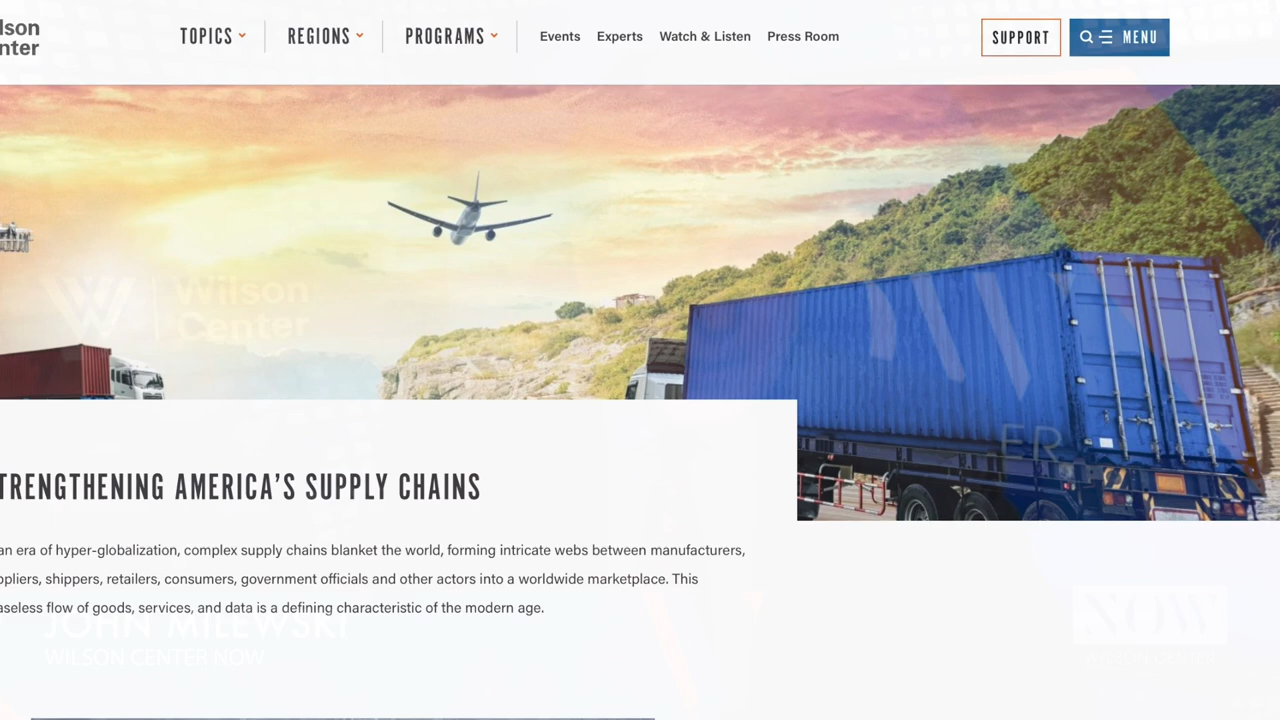 lson
nter
TOPICS
REGIONS
PROGRAMS
Events
Experts
Watch & Listen
Press Room
SUPPORT
MENU
Wilson
Center
ER
TRENGTHENING AMERICA'S SUPPLY CHAINS
an era of hyper-globalization, complex supply chains blanket the world, forming intricate webs between manufacturers,
ppliers, shippers, retailers, consumers, government officials and other actors into a worldwide marketplace. This
aseless flow of goods, services, and data is a defining characteristic of the modern age.
JOHN MILEWSKI
WILSON CENTER NOW
NOW